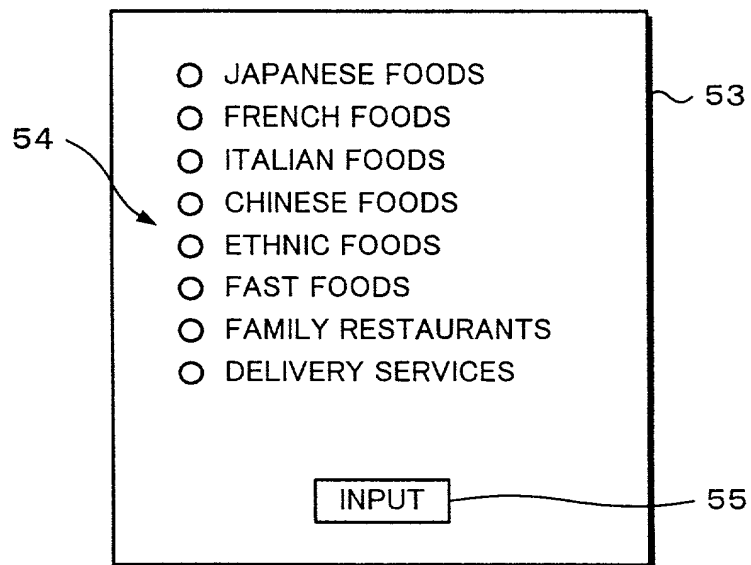 JAPANESE FOODS
53
FRENCH FOODS
54
ITALIAN FOODS
CHINESE FOODS
ETHNIC FOODS
FAST FOODS
FAMILY RESTAURANTS
DELIVERY SERVICES
INPUT
55